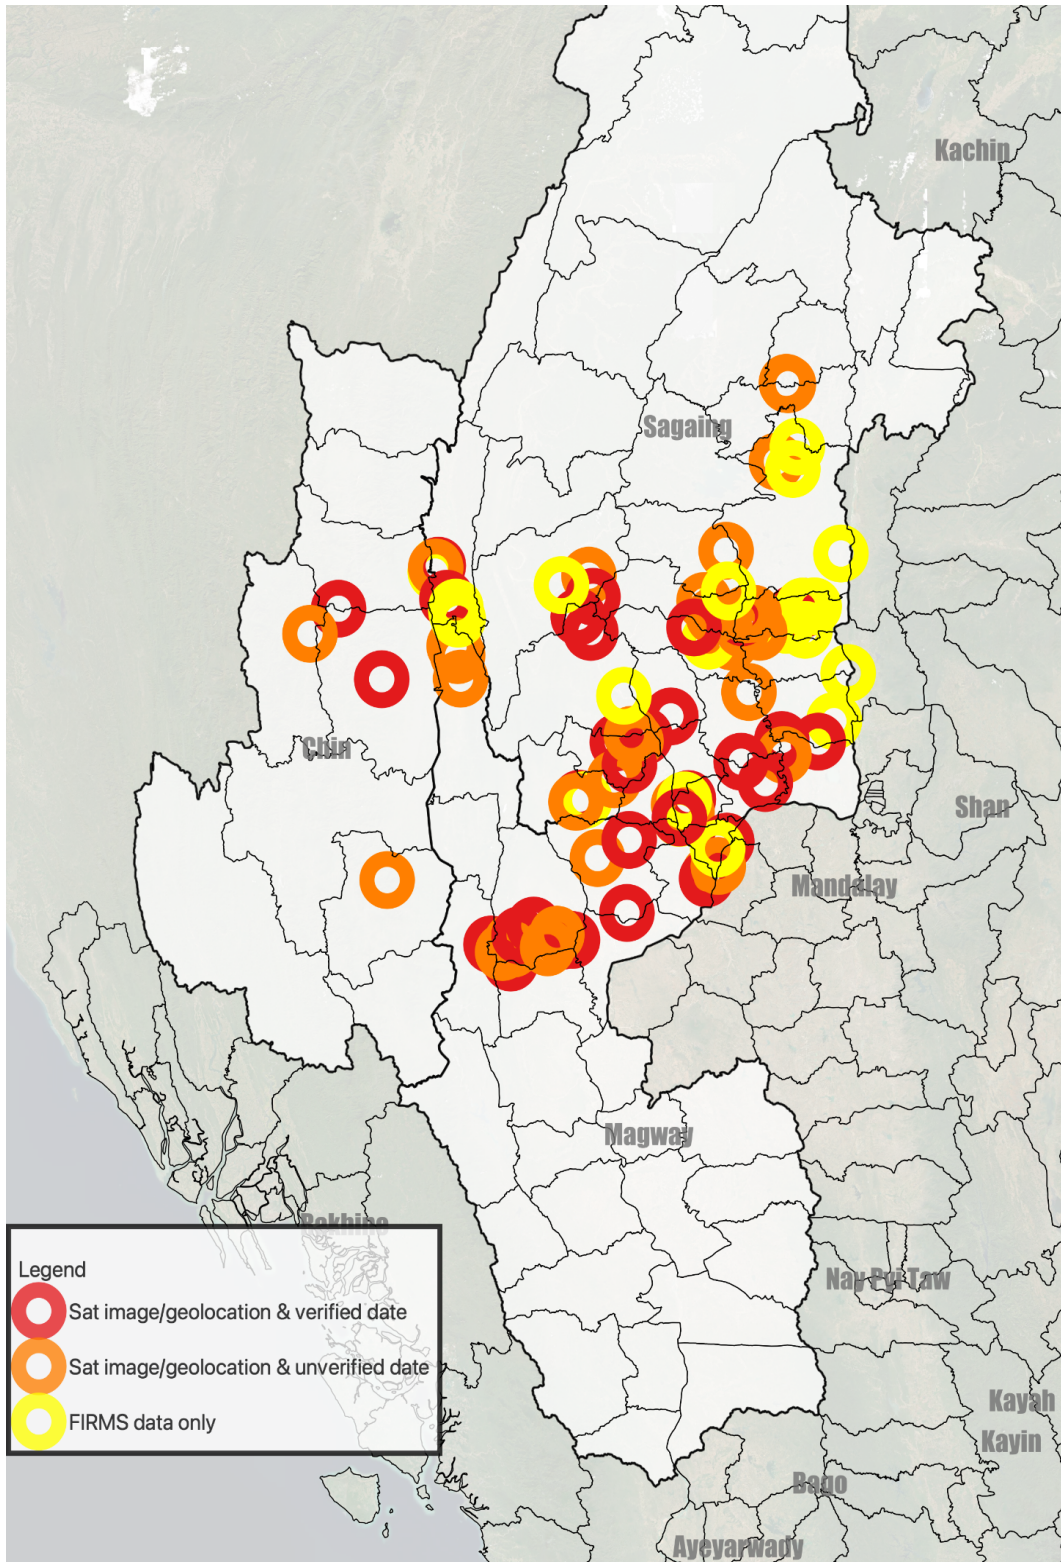 Kachin
Sagaing
Chin
Shan
Mandalay
Magway
Rakhine
Legend
Sat image/geolocation & verified date
Sat image/geolocation & unverified date
FIRMS data only
Nay Pyi Taw
Kayah
Kayin
Bago
Ayeyarwady